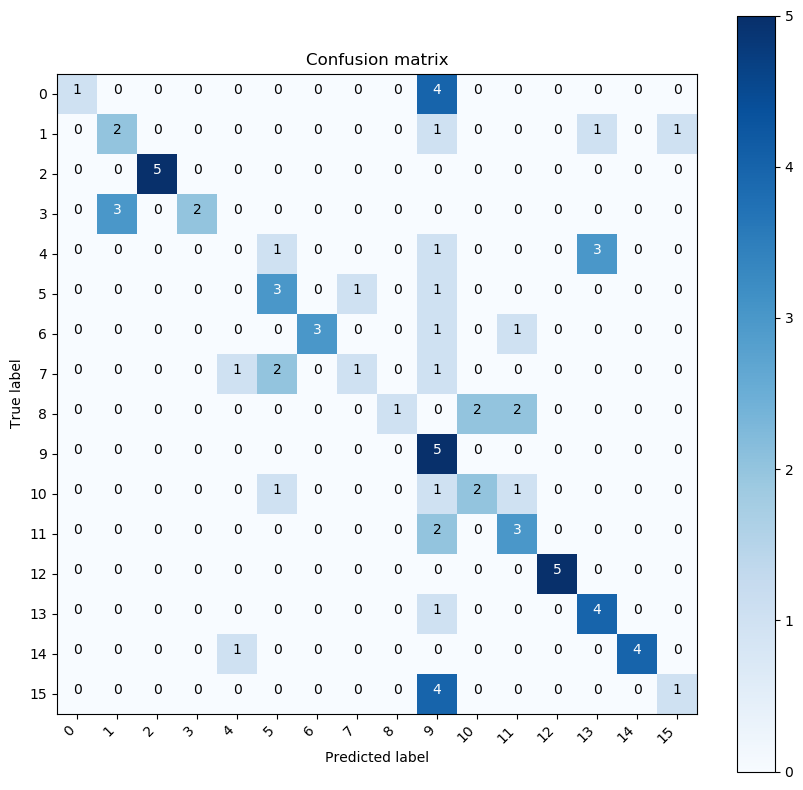 Confusion matrix
0 1 0 0 0 0 0 0 0 0 4 0 0 0 0 0 0
1 0 2 0 0 0 0 0 0 0 1 0 0 0 1 0 1
2 0 0 5 0 0 0 0 0 0 0 0 0 0 0 0 0
3 0 3 0 2 0 0 0 0 0 0 0 0 0 0 0 0
4 0 0 0 0 0 1 0 0 0 1 0 0 0 3 0 0
5 0 0 0 0 0 3 0 1 0 1 0 0 0 0 0 0
6 0 0 0 0 0 0 3 0 0 1 0 1 0 0 0 0
7 0 0 0 0 1 2 0 1 0 1 0 0 0 0 0 0
8 0 0 0 0 0 0 0 0 1 0 2 2 0 0 0 0
9 0 0 0 0 0 0 0 0 0 5 0 0 0 0 0 0
10 0 0 0 0 0 1 0 0 0 1 2 1 0 0 0 0
11 0 0 0 0 0 0 0 0 0 2 0 3 0 0 0 0
12 0 0 0 0 0 0 0 0 0 0 0 0 5 0 0 0
13 0 0 0 0 0 0 0 0 0 1 0 0 0 4 0 0
14 0 0 0 0 1 0 0 0 0 0 0 0 0 0 4 0
15 0 0 0 0 0 0 0 0 0 4 0 0 0 0 0 1
0 1 2 3 4 5 6 7 8 9 10 11 12 13 14 15
True label
Predicted label
5
4
3
2
1
0